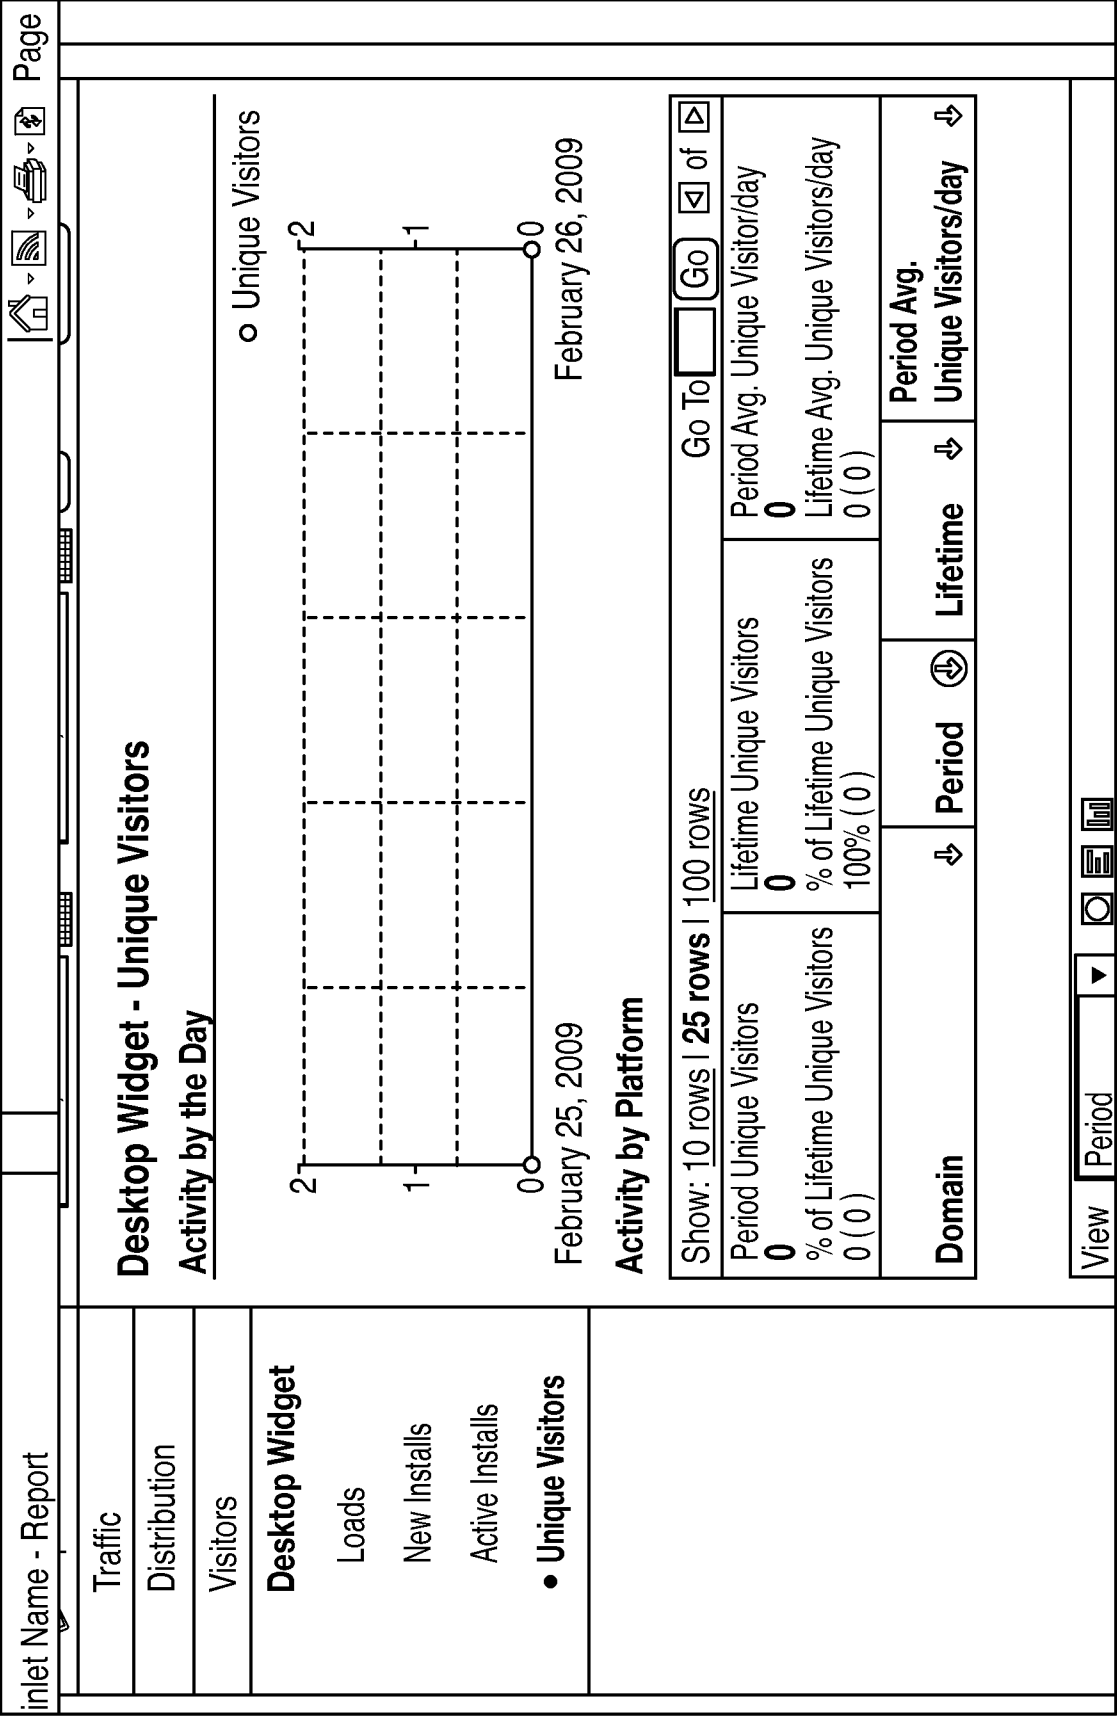 inlet Name - Report
Page
Traffic
Distribution
Visitors
Desktop Widget
Loads
New Installs
Active Installs
• Unique Visitors
Desktop Widget - Unique Visitors
Activity by the Day
Unique Visitors
2 2
1 1
0 0
February 25, 2009 February 26, 2009
Activity by Platform
Show: 10 rows | 25 rows | 100 rows Go To Go of
Period Unique Visitors
0
% of Lifetime Unique Visitors
0 ( 0 )
Lifetime Unique Visitors
0
% of Lifetime Unique Visitors
100% ( 0 )
Period Avg. Unique Visitor/day
0
Lifetime Avg. Unique Visitors/day
0 ( 0 )
Domain Period Lifetime Period Avg.
Unique Visitors/day
View Period